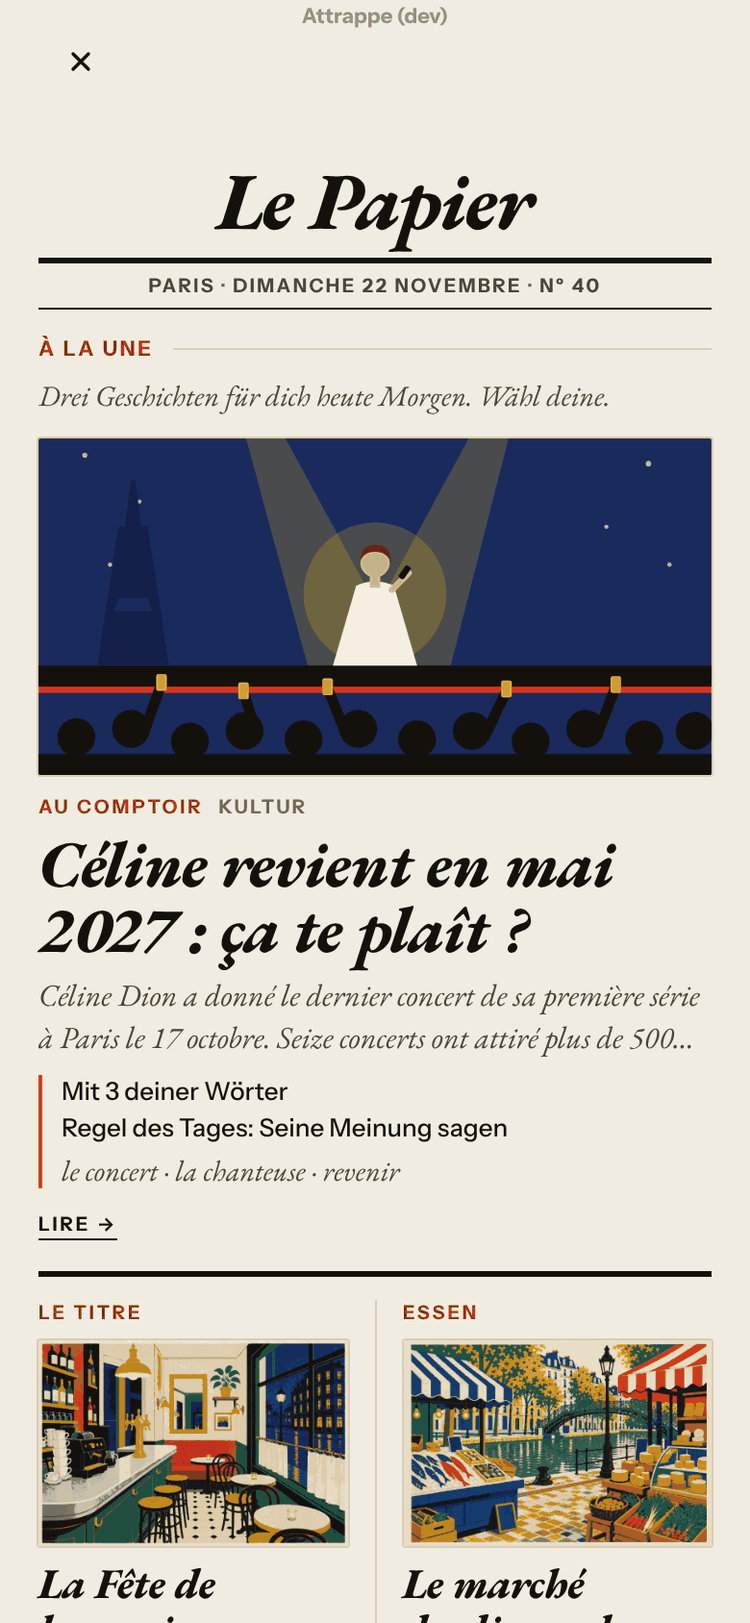 Attrappe (dev)
Le Papier
PARIS · DIMANCHE 22 NOVEMBRE · N° 40
À LA UNE
Drei Geschichten für dich heute Morgen. Wähl deine.
AU COMPTOIR KULTUR
Céline revient en mai
2027 : ça te plaît ?
Céline Dion a donné le dernier concert de sa première série
à Paris le 17 octobre. Seize concerts ont attiré plus de 500...
Mit 3 deiner Wörter
Regel des Tages: Seine Meinung sagen
le concert · la chanteuse · revenir
LIRE →
LE TITRE
La Fête de
ESSEN
Le marché